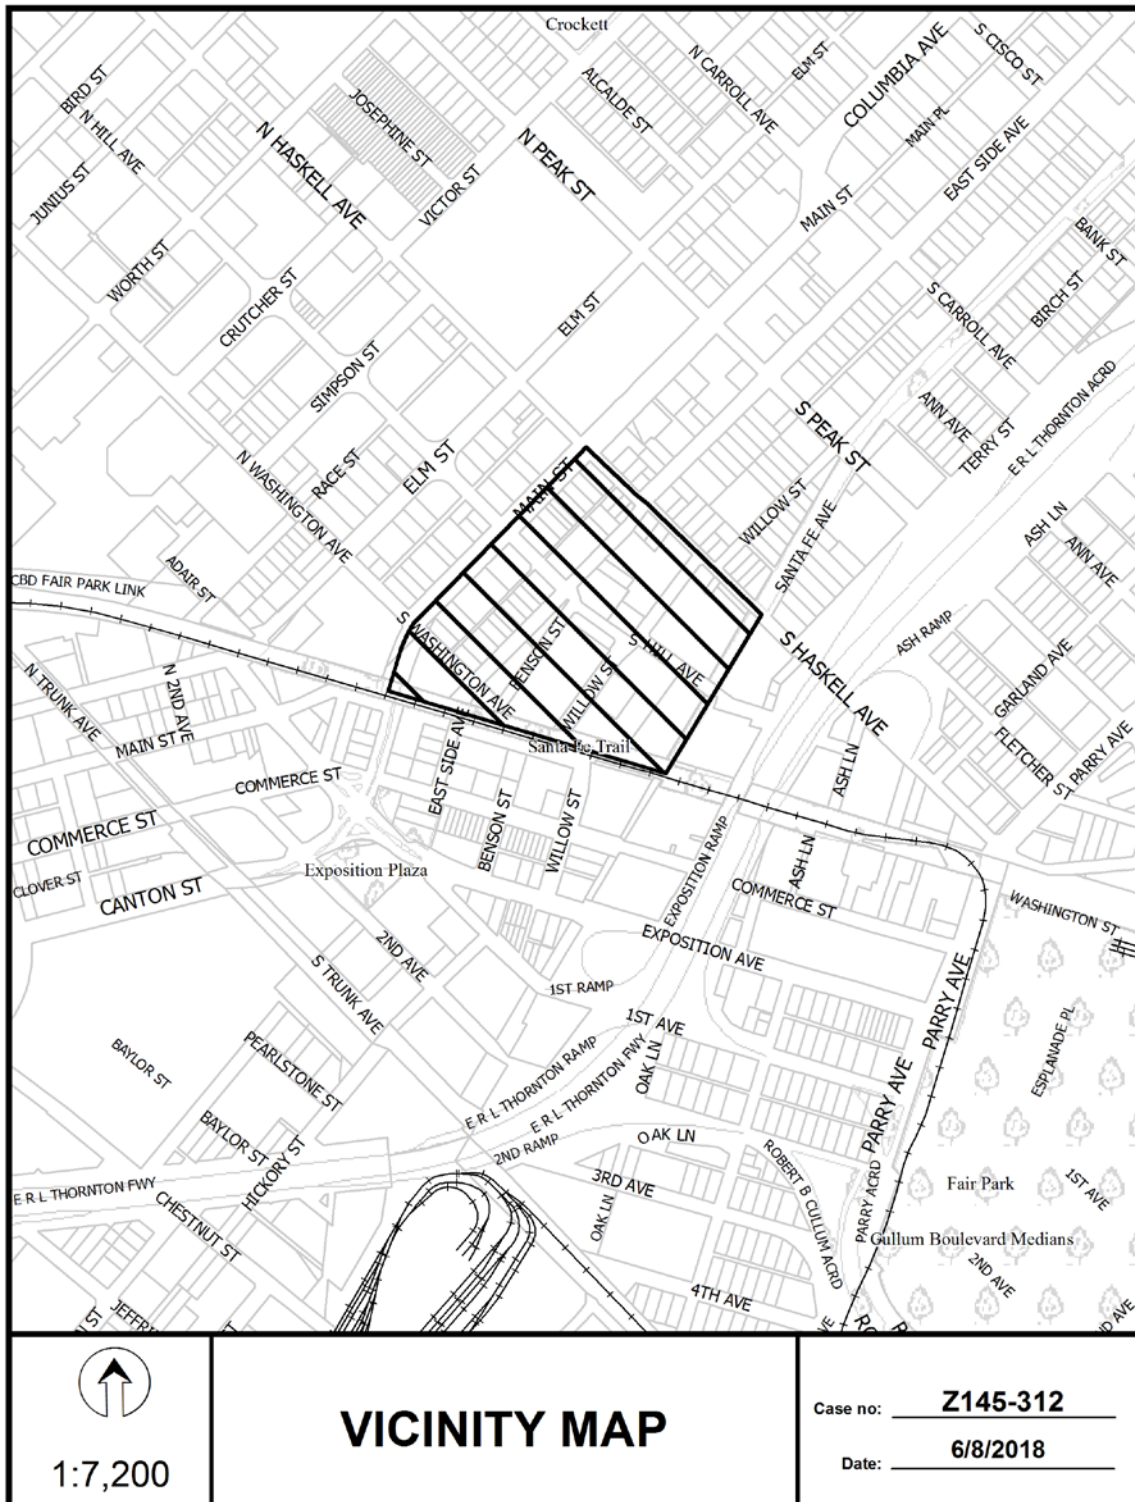 Crockett
S CISCO ST
COLUMBIA AVE
ELM ST
N CARROLL AVE
BIRD ST
ALCALDE ST
JOSEPHINE ST
MAIN PL
EAST SIDE AVE
N HILL AVE
N HASKELL AVE
N PEAK ST
JUNIUS ST
VICTOR ST
MAIN ST
BANK ST
WORTH ST
CRUTCHER ST
ELM ST
S CARROLL AVE
BIRCH ST
SIMPSON ST
ANN AVE
E R L THORNTON ACRD
S PEAK ST
TERRY ST
N WASHINGTON AVE
RACE ST
ELM ST
MAIN ST
WILLOW ST
SANTA FE AVE
ASH LN
ANN AVE
ADAIR ST
CBD FAIR PARK LINK
S WASHINGTON AVE
BENSON ST
S HILL AVE
ASH RAMP
N TRUNK AVE
N 2ND AVE
WILLOW ST
S HASKELL AVE
GARLAND AVE
MAIN ST
Santa Fe Trail
FLETCHER ST
PARRY AVE
COMMERCE ST
EAST SIDE AVE
ASH LN
COMMERCE ST
BENSON ST
WILLOW ST
EXPOSITION RAMP
ASH LN
CLOVER ST
Exposition Plaza
CANTON ST
COMMERCE ST
WASHINGTON ST
2ND AVE
EXPOSITION AVE
S TRUNK AVE
1ST RAMP
PARRY AVE
1ST AVE
BAYLOR ST
PEARLSTONE ST
E R L THORNTON RAMP
E R L THORNTON FWY
OAK LN
ESPLANADE PL
PARRY AVE
BAYLOR ST
HICKORY ST
2ND RAMP
OAK LN
ROBERT B CULLUM ACRD
E R L THORNTON FWY
3RD AVE
PARRY ACRD
Fair Park
1ST AVE
CHESTNUT ST
OAK LN
Cullum Boulevard Medians
2ND AVE
4TH AVE
1:7,200
VICINITY MAP
Case no: Z145-312
Date: 6/8/2018